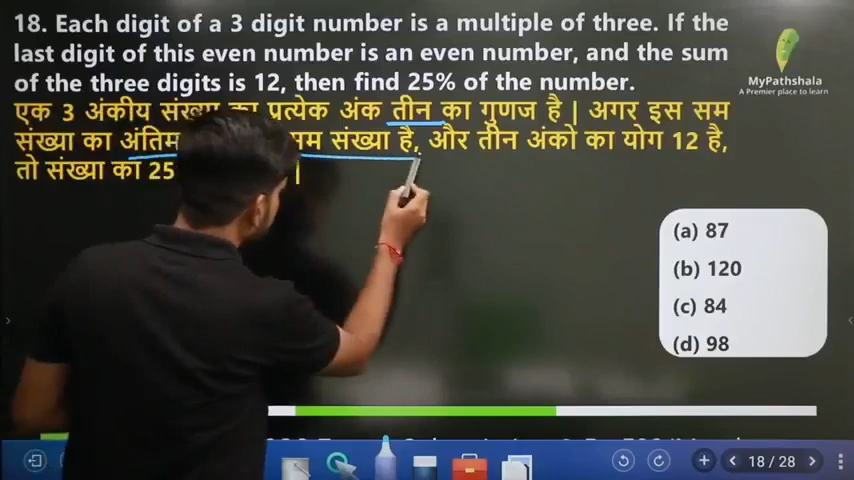 18. Each digit of a 3 digit number is a multiple of three. If the
last digit of this even number is an even number, and the sum
of the three digits is 12, then find 25% of the number.
एक 3 अंकीय संख्या का प्रत्येक अंक तीन का गुणज है | अगर इस सम
संख्या का अंतिम सम संख्या है, और तीन अंको का योग 12 है,
तो संख्या का 25 |
MyPathshala
A Premier place to learn
(a) 87
(b) 120
(c) 84
(d) 98
18 / 28